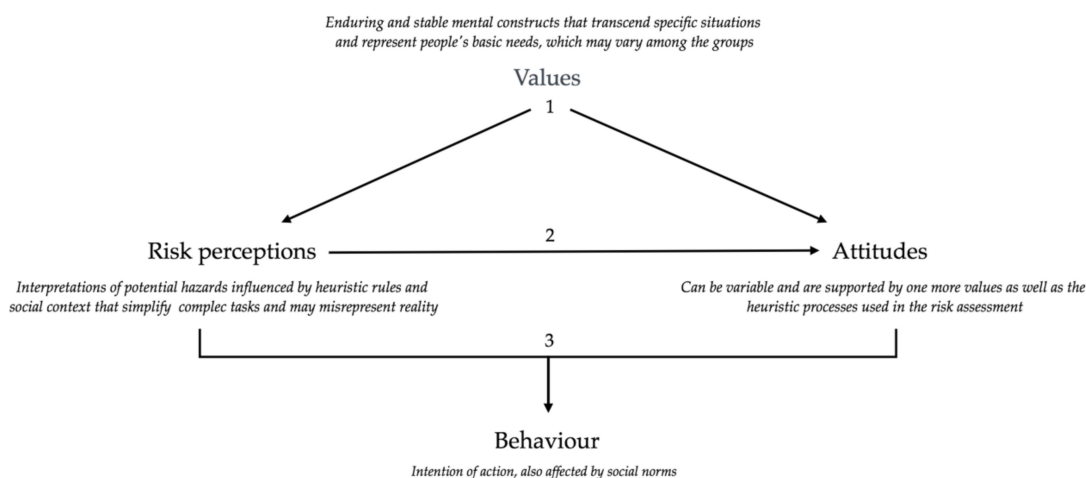 Enduring and stable mental constructs that transcend specific situations
and represent people's basic needs, which may vary among the groups
Values
1
2
Risk perceptions
Attitudes
Interpretations of potential hazards influenced by heuristic rules and
social context that simplify complec tasks and may misrepresent reality
Can be variable and are supported by one more values as well as the
heuristic processes used in the risk assessment
3
Behaviour
Intention of action, also affected by social norms